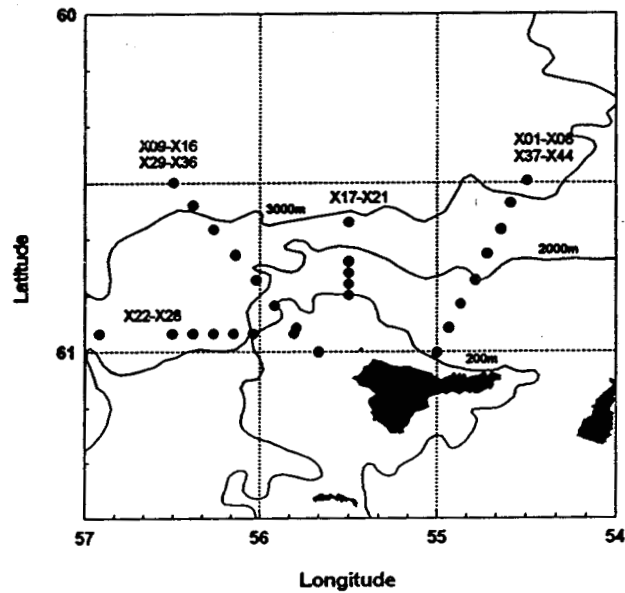 60
X09-X16
X29-X36
X01-X08
X37-X44
X17-X21
3000m
2000m
Latitude
X22-X28
61
200m
57
56
55
54
Longitude